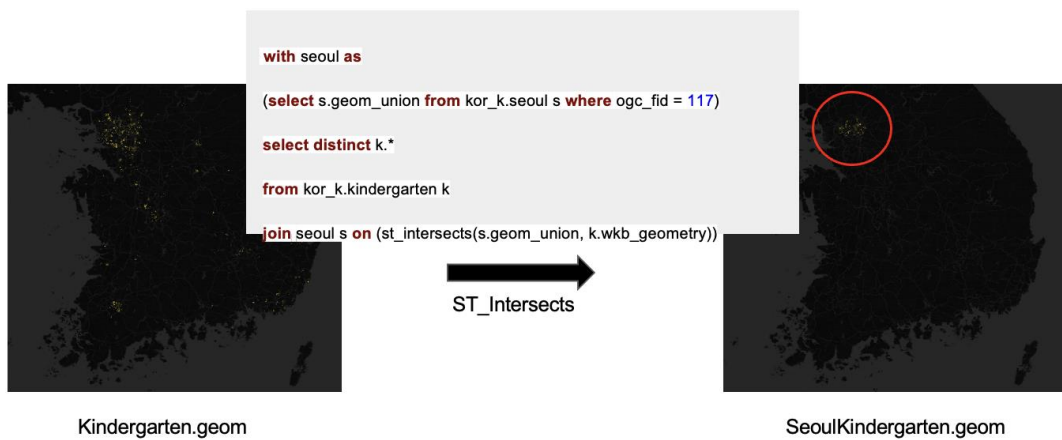 with seoul as
(select s.geom_union from kor_k.seoul s where ogc_fid = 117)
select distinct k.*
from kor_k.kindergarten k
join seoul s on (st_intersects(s.geom_union, k.wkb_geometry))
ST_Intersects
Kindergarten.geom
SeoulKindergarten.geom